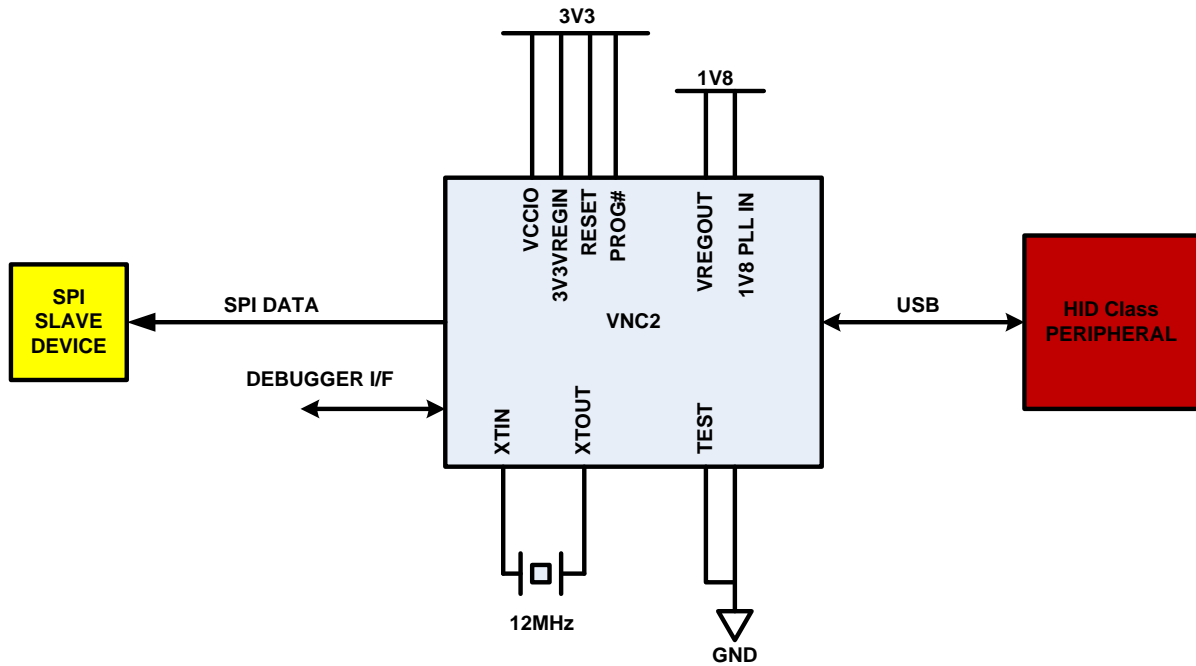 3V3
1V8
VCCIO
3V3VREGIN
RESET
PROG#
VREGOUT
1V8 PLL IN
SPI
SLAVE
DEVICE
SPI DATA
VNC2
USB
HID Class
PERIPHERAL
DEBUGGER I/F
XTIN
XTOUT
TEST
12MHz
GND